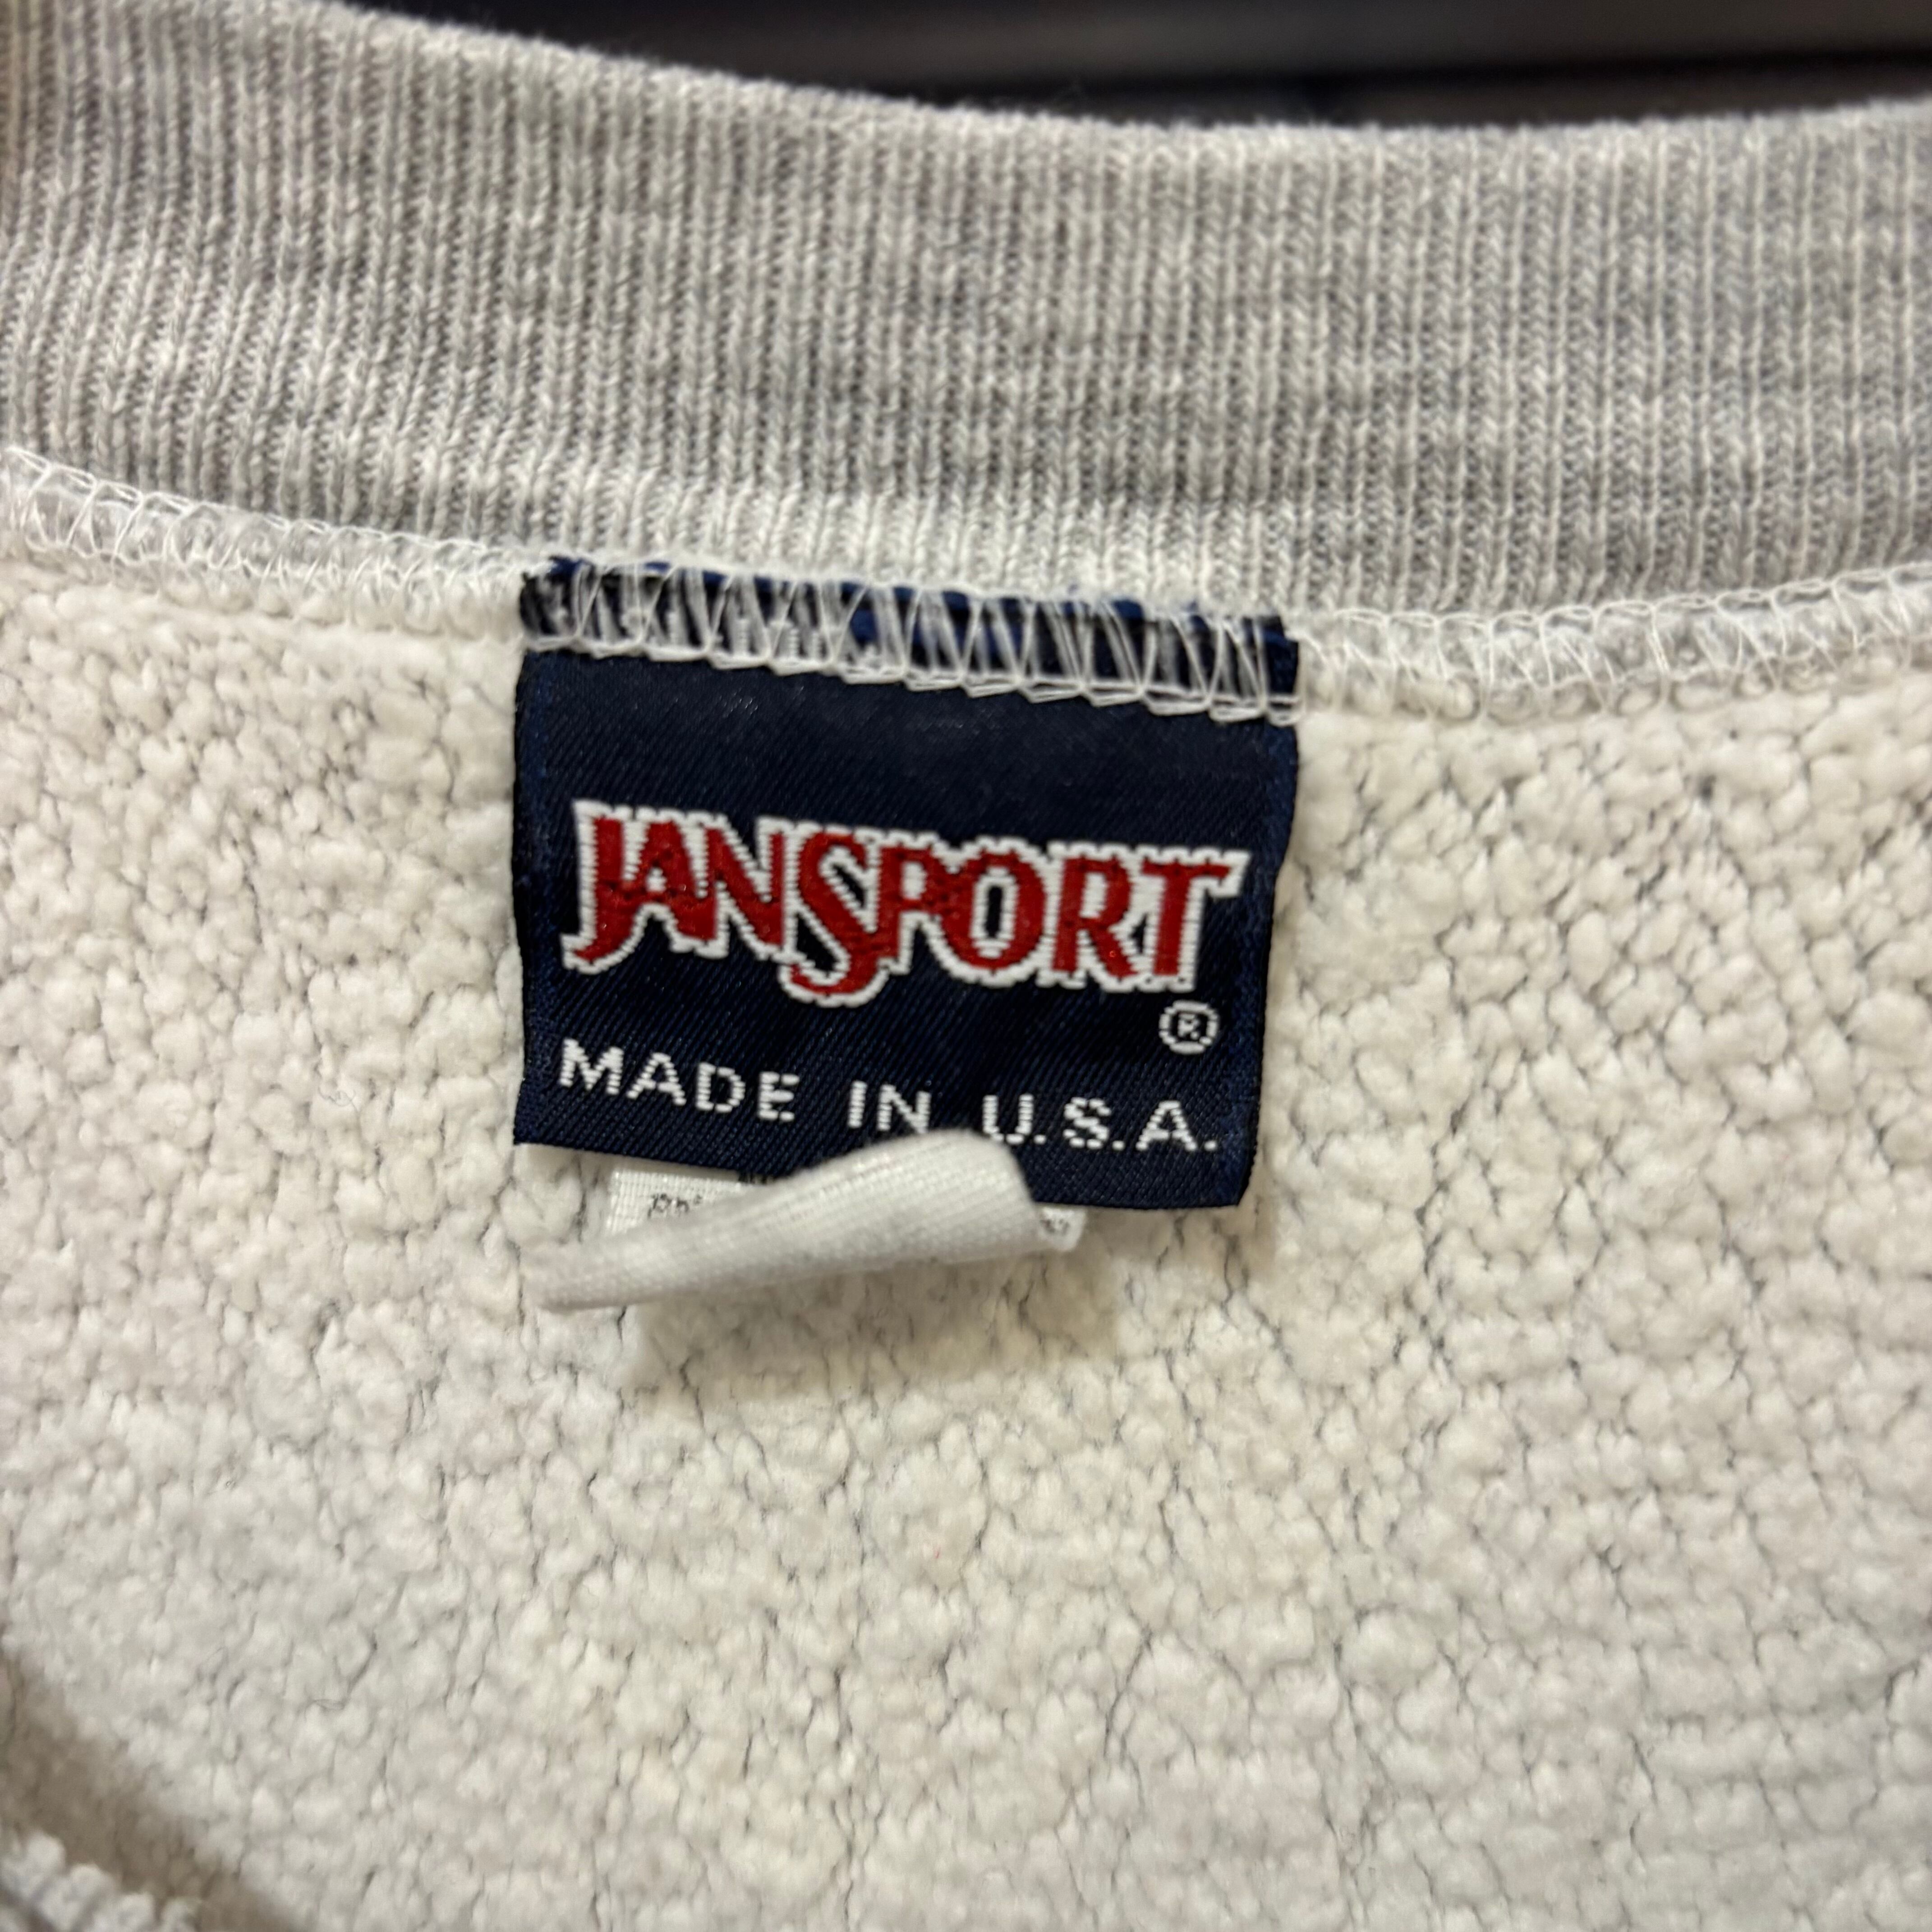 JANSPORT
®
MADE IN U.S.A.